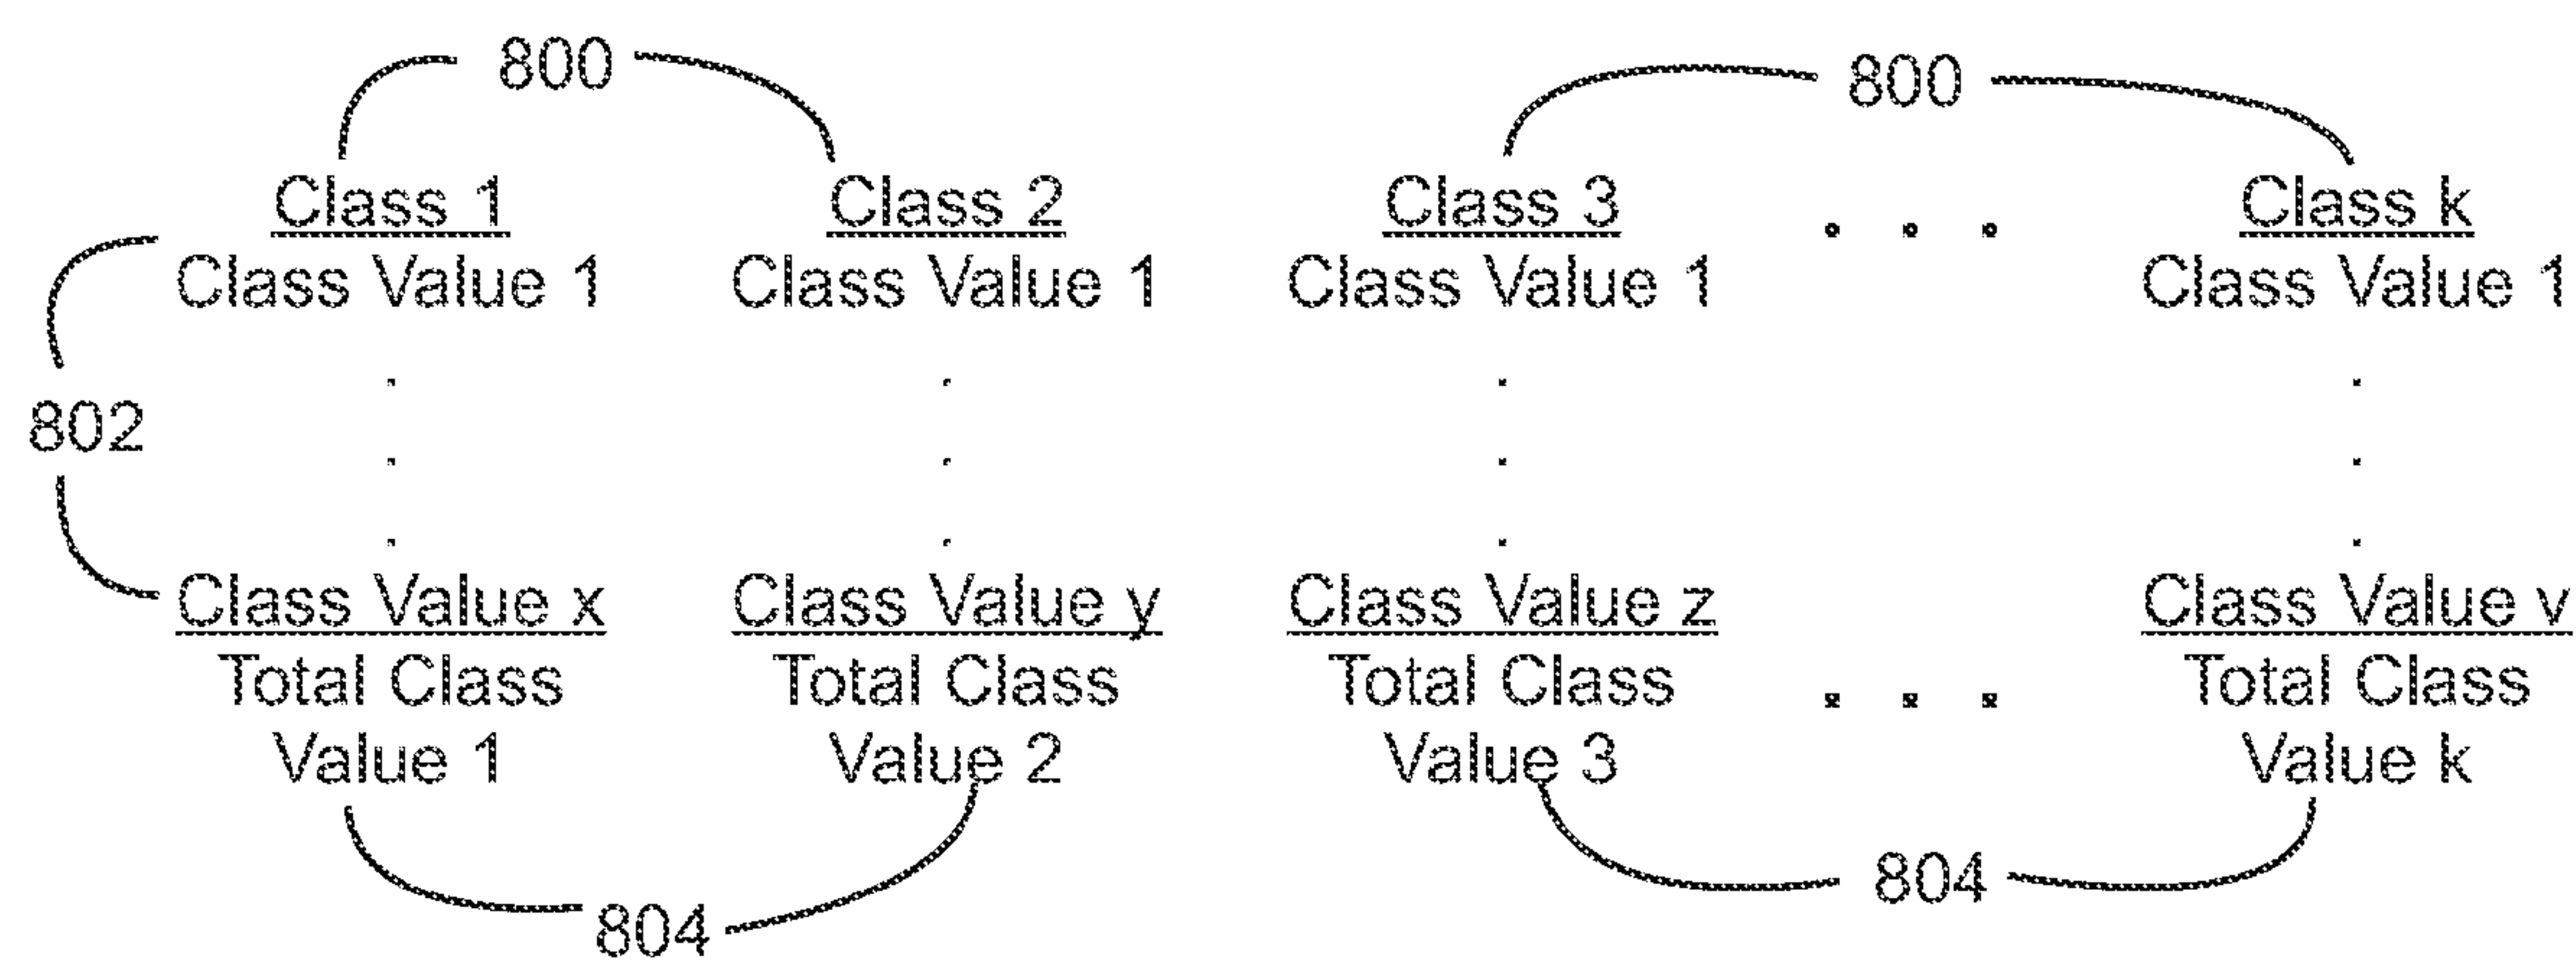 800 800
Class 1 Class 2 Class 3 . . . Class k
Class Value 1 Class Value 1 Class Value 1 Class Value 1
. . . .
802 . . . .
. . . .
Class Value x Class Value y Class Value z Class Value v
Total Class Total Class Total Class . . . Total Class
Value 1 Value 2 Value 3 Value k
804 804